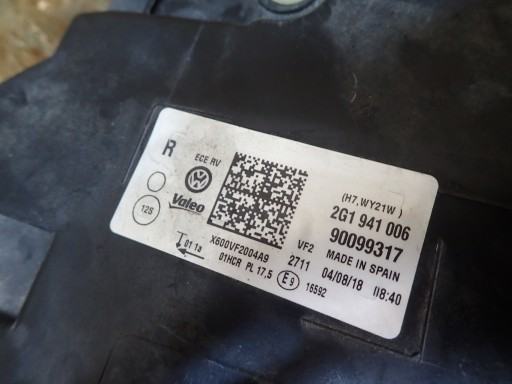 R
ECE RV
(H7,WY21W)
2G1 941 006
Valeo
90099317
12S
VF2
MADE IN SPAIN
X600VF2004A9
2711
04/08/18 08:40
01 1a
01HCR PL 17.5
E9
16592